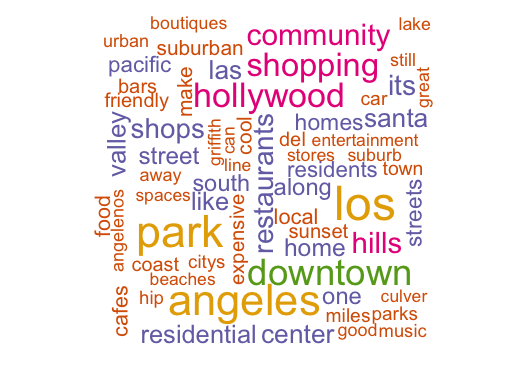 boutiques
lake
urban
suburban
community
pacific
las
shopping
still
bars
friendly
make
hollywood
car
its
great
valley
shops
griffith
can
cool
line
restaurants
homes
santa
del
entertainment
street
stores
suburb
away
south
residents
town
spaces
like
along
streets
food
angelenos
park
expensive
local
los
sunset
home
hills
coast
citys
beaches
downtown
cafes
hip
angeles
one
culver
miles
parks
residential
center
good
music